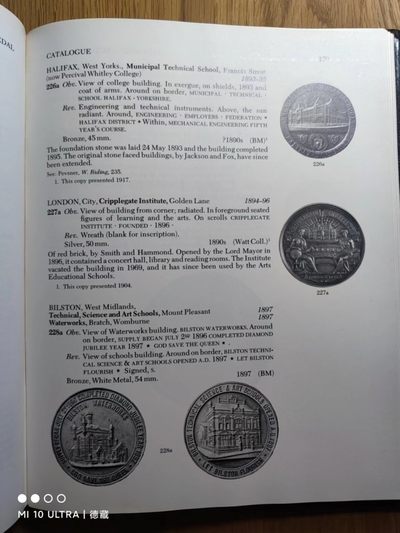 CATALOGUE
HALIFAX, West Yorks., Municipal Technical School, Francis Street
(now Percival Whitley College) 1893-95
226a Obv. View of college building. In exergue, on shields, 1893 and
coat of arms. Around on border, MUNICIPAL · TECHNICAL ·
SCHOOL HALIFAX · YORKSHIRE.
Rev. Engineering and technical instruments. Above, the sun
radiant. Around, ENGINEERING · EMPLOYERS · FEDERATION
• HALIFAX DISTRICT • Within, MECHANICAL ENGINEERING FIFTH
YEAR'S COURSE.
Bronze, 45 mm. ?1890s (BM)¹
The foundation stone was laid 24 May 1893 and the building completed
1895. The original stone faced buildings, by Jackson and Fox, have since
been extended.
See: Pevsner, W. Riding, 235.
1. This copy presented 1917.
226a
LONDON, City, Cripplegate Institute, Golden Lane 1894-96
227a Obv. View of building from corner; radiated. In foreground seated
figures of learning and the arts. On scrolls CRIPPLEGATE
INSTITUTE · FOUNDED · 1896 ·
Rev. Wreath (blank for inscription).
Silver, 50 mm. 1890s (Watt Coll.)¹
Of red brick, by Smith and Hammond. Opened by the Lord Mayor in
1896, it contained a concert hall, library and reading rooms. The Institute
vacated the building in 1969, and it has since been used by the Arts
Educational Schools.
1. This copy presented 1904.
227a
BILSTON, West Midlands,
Technical, Science and Art Schools, Mount Pleasant 1897
Waterworks, Bratch, Womburne 1897
228a Obv. View of Waterworks building. BILSTON WATERWORKS. Around
on border, SUPPLY BEGAN JULY 2ᴺᴰ 1896 COMPLETED DIAMOND
JUBILEE YEAR 1897 • GOD SAVE THE QUEEN •
Rev. View of schools building. Around on border, BILSTON TECHNI-
CAL SCIENCE & ART SCHOOLS OPENED A.D. 1897 • LET BILSTON
FLOURISH • Signed, S.
Bronze, White Metal, 54 mm. 1897 (BM)
228a
MI 10 ULTRA | 德藏